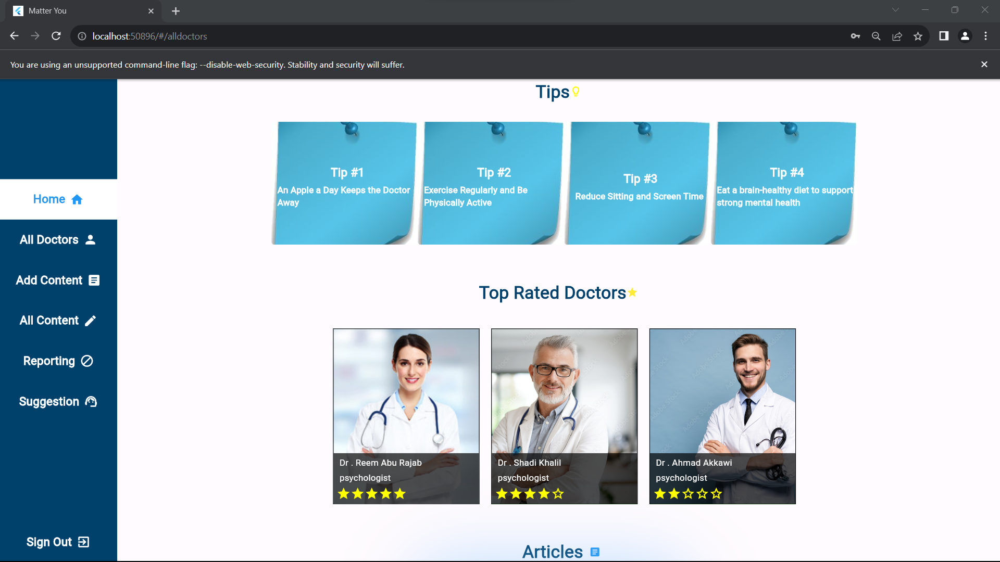 Matter You
localhost:50896/#/alldoctors
You are using an unsupported command-line flag: --disable-web-security. Stability and security will suffer.
Home
All Doctors
Add Content
All Content
Reporting
Suggestion
Sign Out
Tips
Tip #1
An Apple a Day Keeps the Doctor
Away
Tip #2
Exercise Regularly and Be
Physically Active
Tip #3
Reduce Sitting and Screen Time
Tip #4
Eat a brain-healthy diet to support
strong mental health
Top Rated Doctors
Dr . Reem Abu Rajab
psychologist
Dr . Shadi Khalil
psychologist
Dr . Ahmad Akkawi
psychologist
Articles